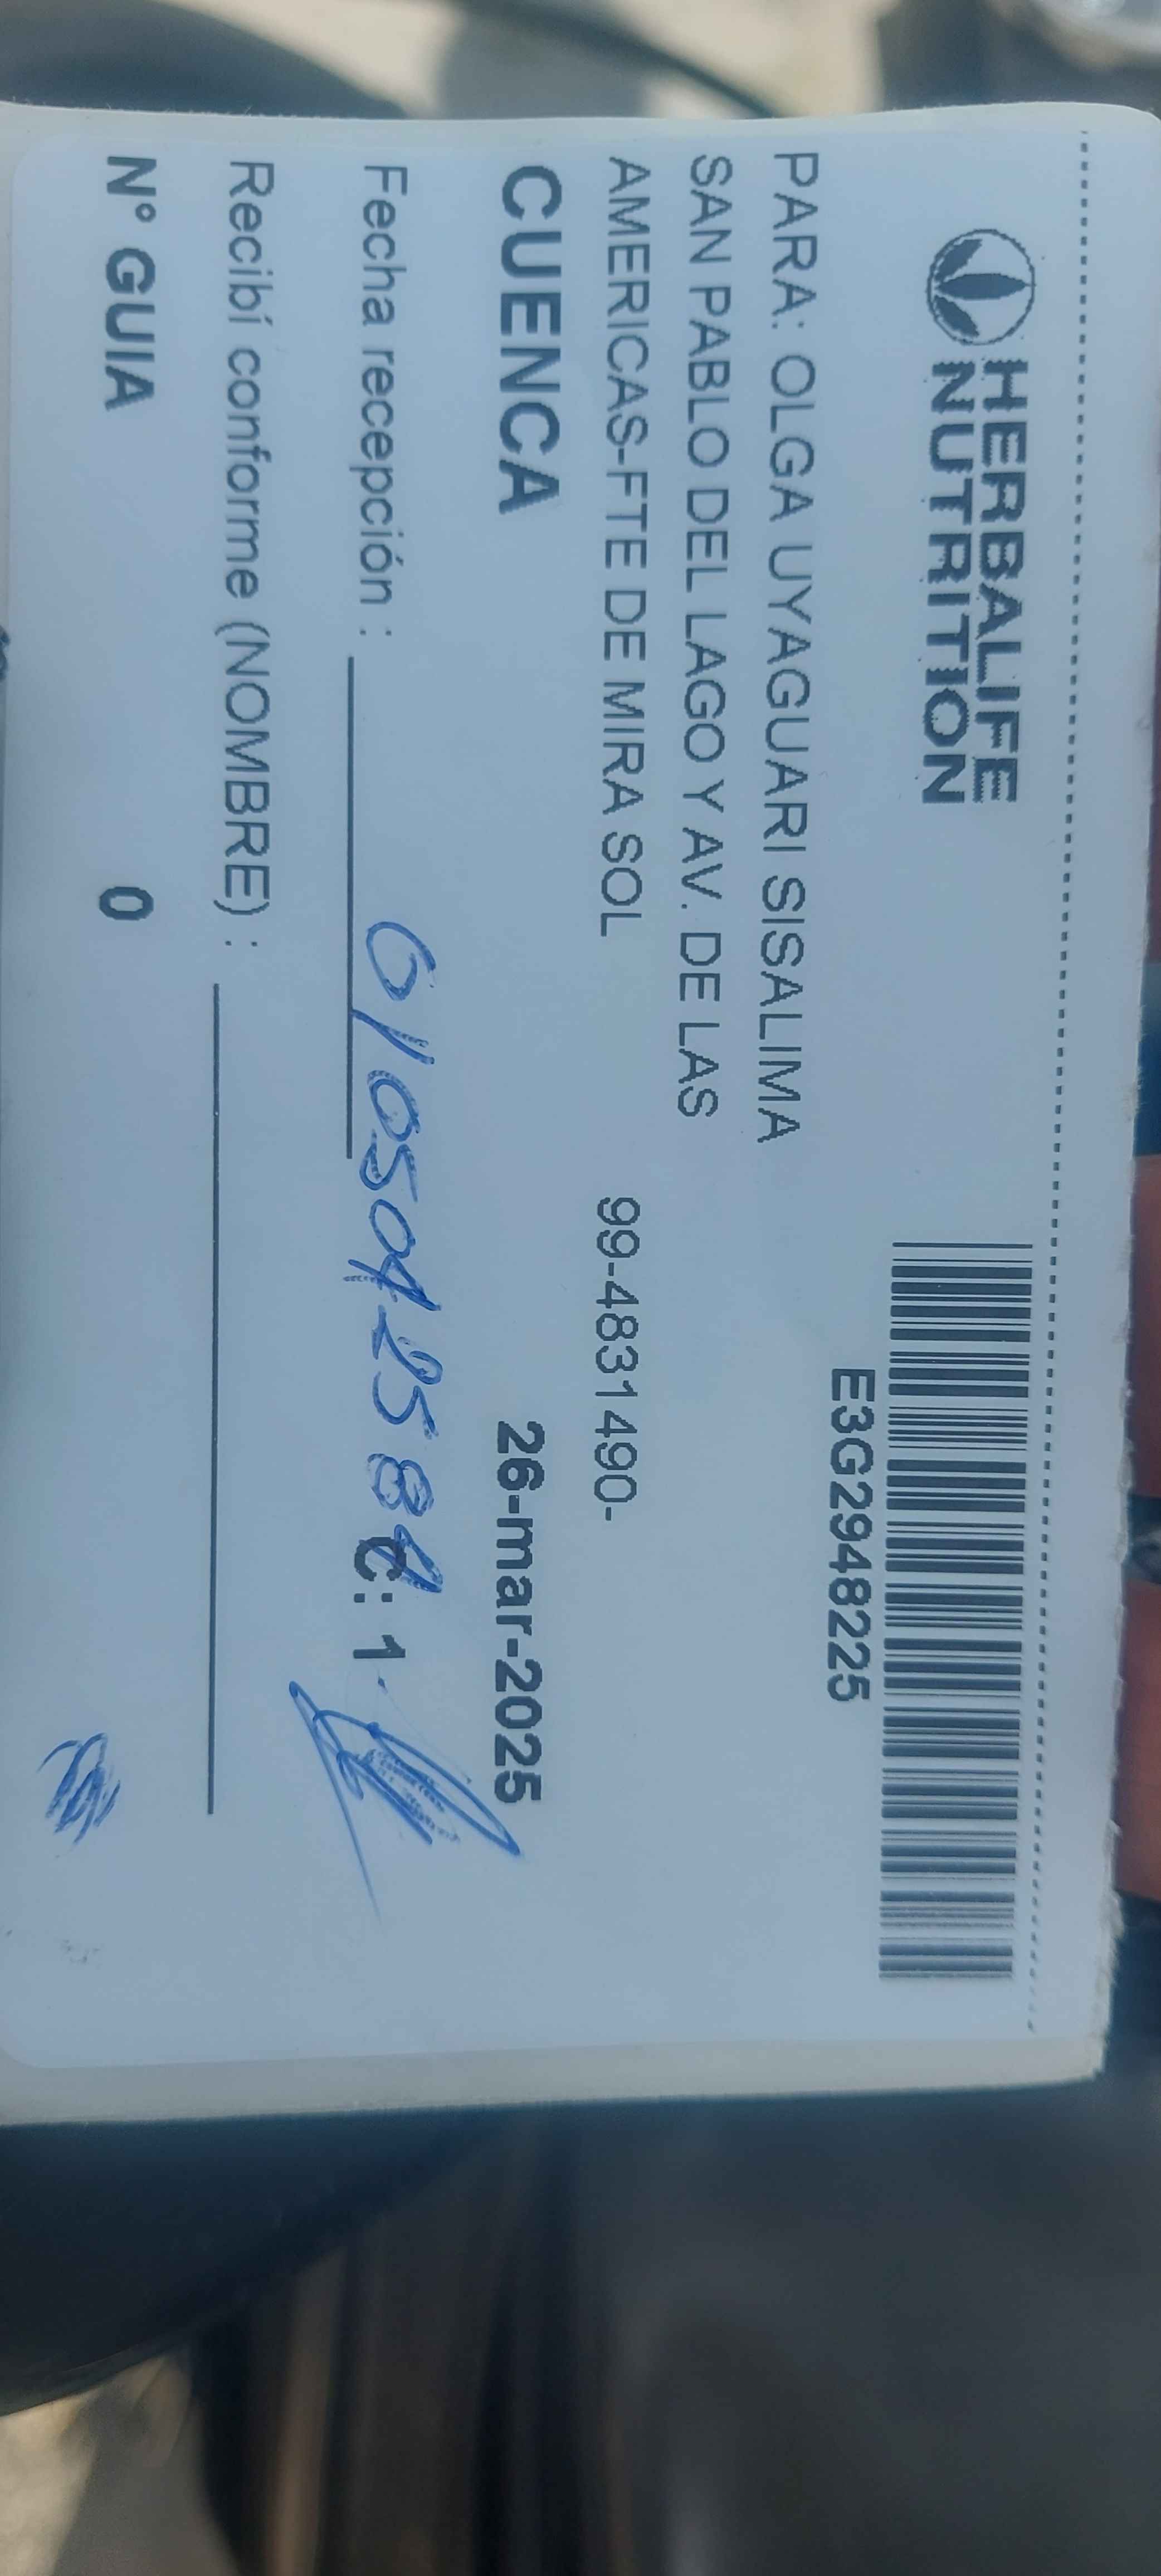 HERBALIFE
NUTRITION
E3G2948225
PARA: OLGA UYAGUARI SISALIMA
SAN PABLO DEL LAGO Y AV. DE LAS
AMERICAS-FTE DE MIRA SOL 99-4831490-
CUENCA 26-mar-2025
Fecha recepción : C: 1
Recibí conforme (NOMBRE) :
N° GUIA 0